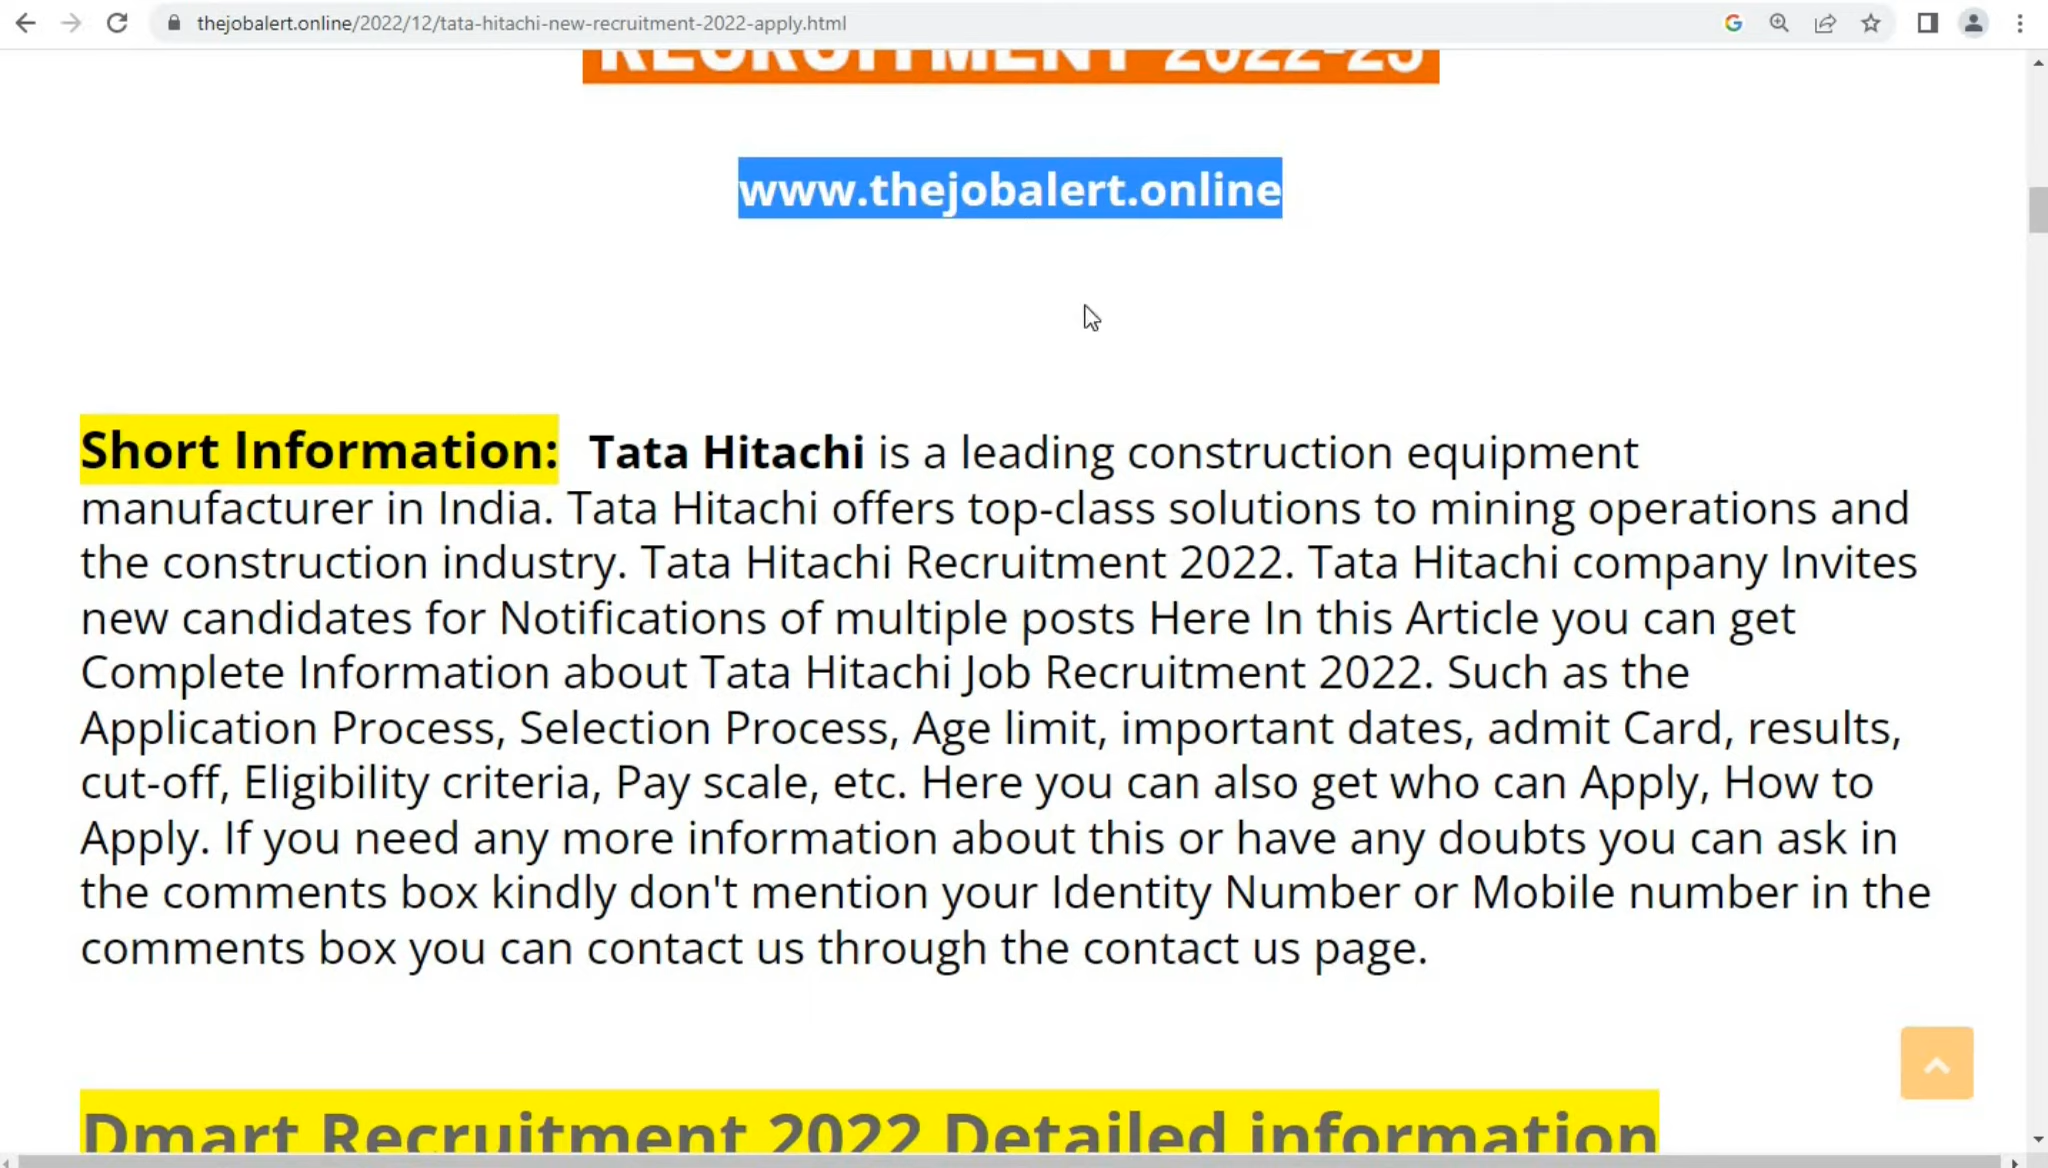 thejobalert.online/2022/12/tata-hitachi-new-recruitment-2022-apply.html
RECRUITMENT 2022-23
www.thejobalert.online
Short Information: Tata Hitachi is a leading construction equipment
manufacturer in India. Tata Hitachi offers top-class solutions to mining operations and
the construction industry. Tata Hitachi Recruitment 2022. Tata Hitachi company Invites
new candidates for Notifications of multiple posts Here In this Article you can get
Complete Information about Tata Hitachi Job Recruitment 2022. Such as the
Application Process, Selection Process, Age limit, important dates, admit Card, results,
cut-off, Eligibility criteria, Pay scale, etc. Here you can also get who can Apply, How to
Apply. If you need any more information about this or have any doubts you can ask in
the comments box kindly don't mention your Identity Number or Mobile number in the
comments box you can contact us through the contact us page.
Dmart Recruitment 2022 Detailed information